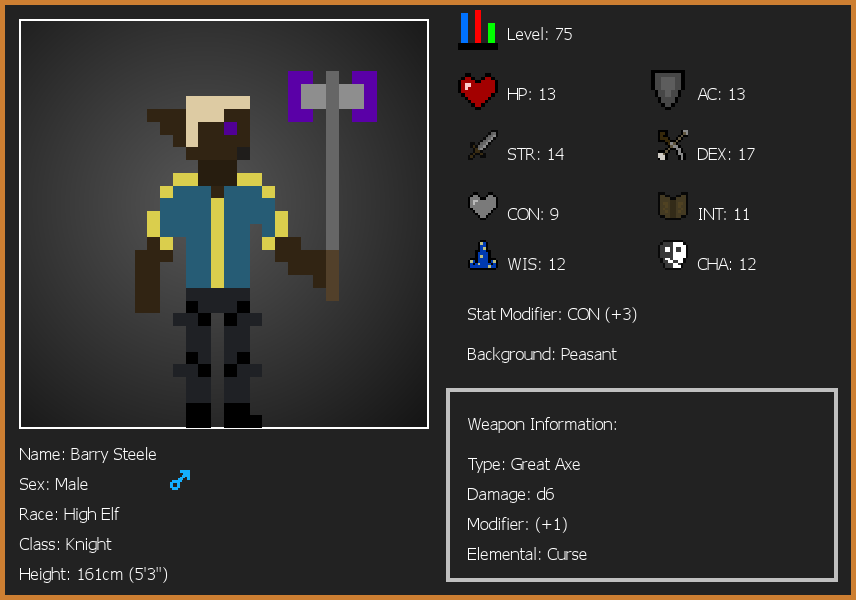 Level: 75
HP: 13
AC: 13
STR: 14
DEX: 17
CON: 9
INT: 11
WIS: 12
CHA: 12
Stat Modifier: CON (+3)
Background: Peasant
Weapon Information:
Type: Great Axe
Damage: d6
Modifier: (+1)
Elemental: Curse
Name: Barry Steele
Sex: Male
Race: High Elf
Class: Knight
Height: 161cm (5'3")